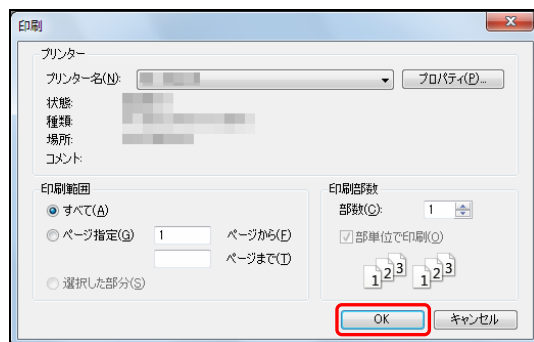 印刷
プリンター
プリンター名(N): プロパティ(P)...
状態:
種類:
場所:
コメント:
印刷範囲
すべて(A)
ページ指定(G) 1 ページから(F)
ページまで(T)
選択した部分(S)
印刷部数
部数(C): 1
部単位で印刷(O)
1 2 3 1 2 3
OK キャンセル